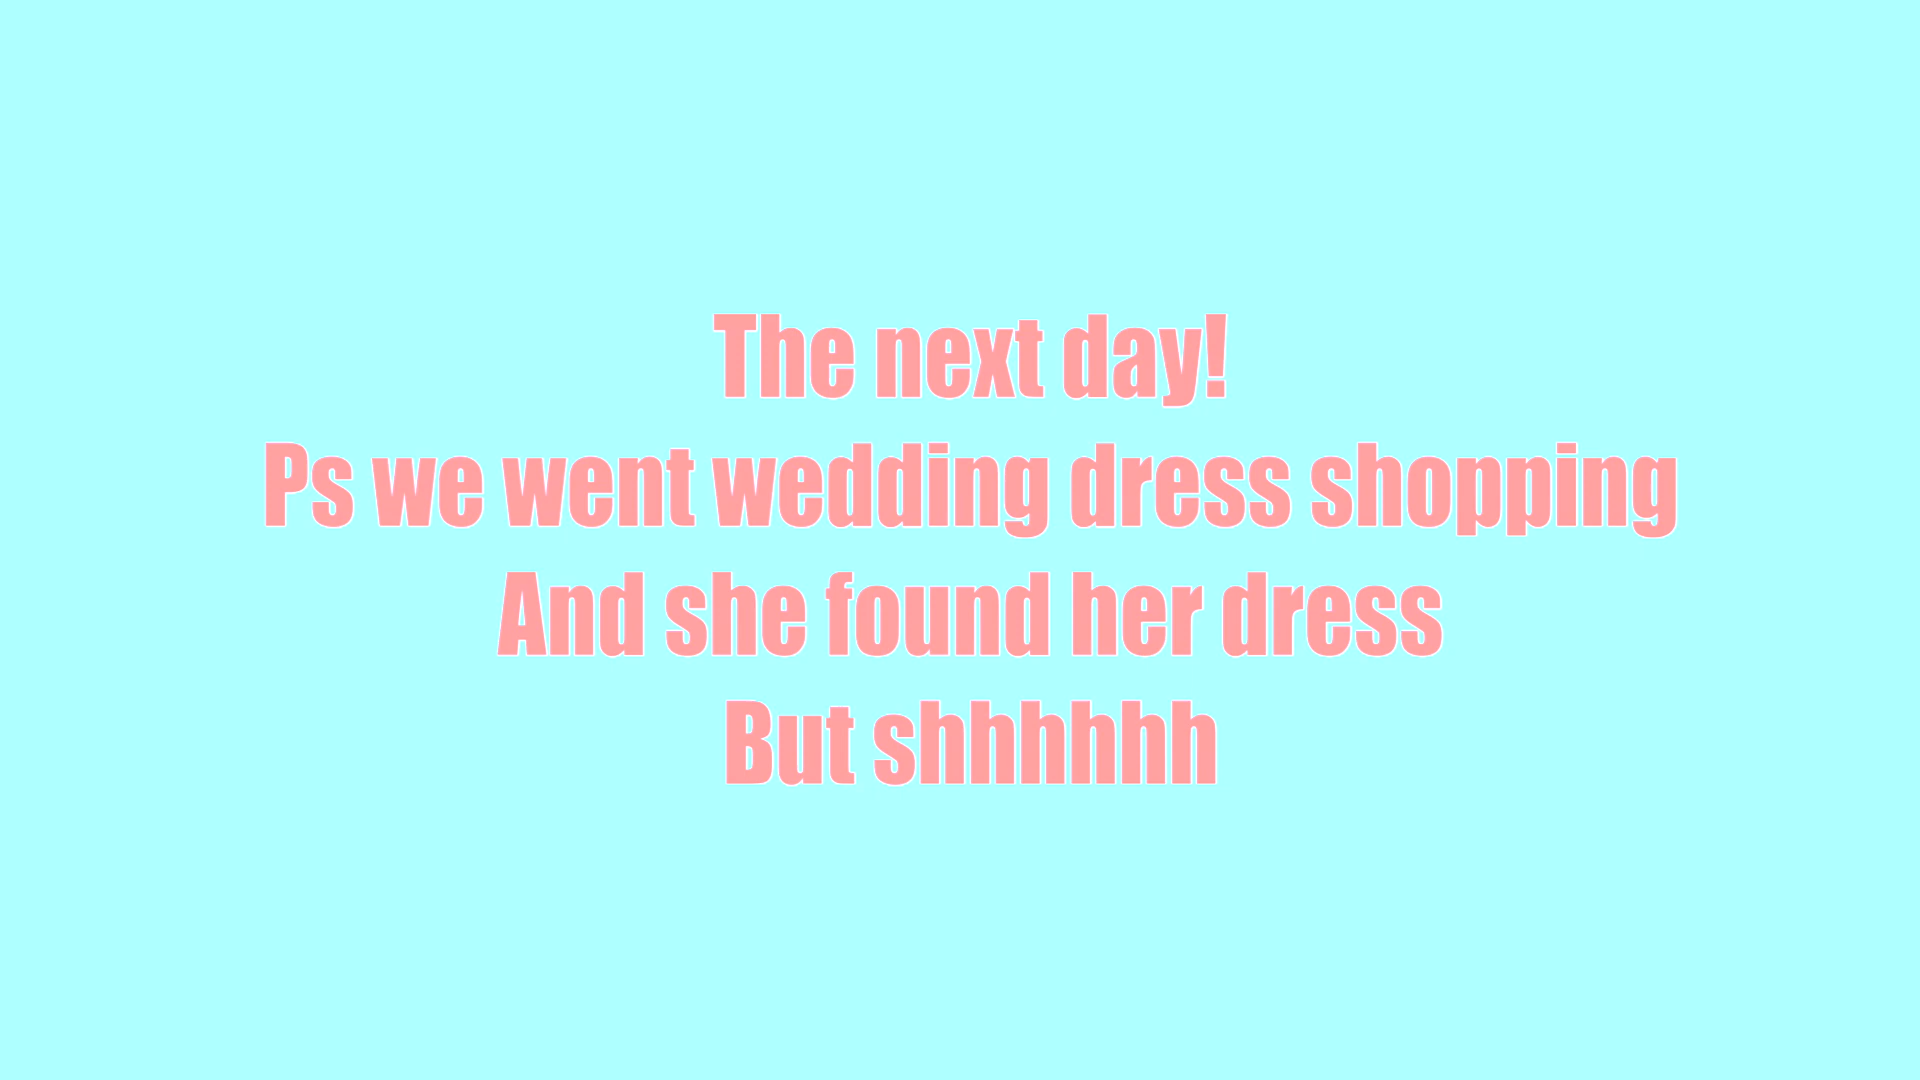 The next day!
Ps we went wedding dress shopping
And she found her dress
But shhhhhh